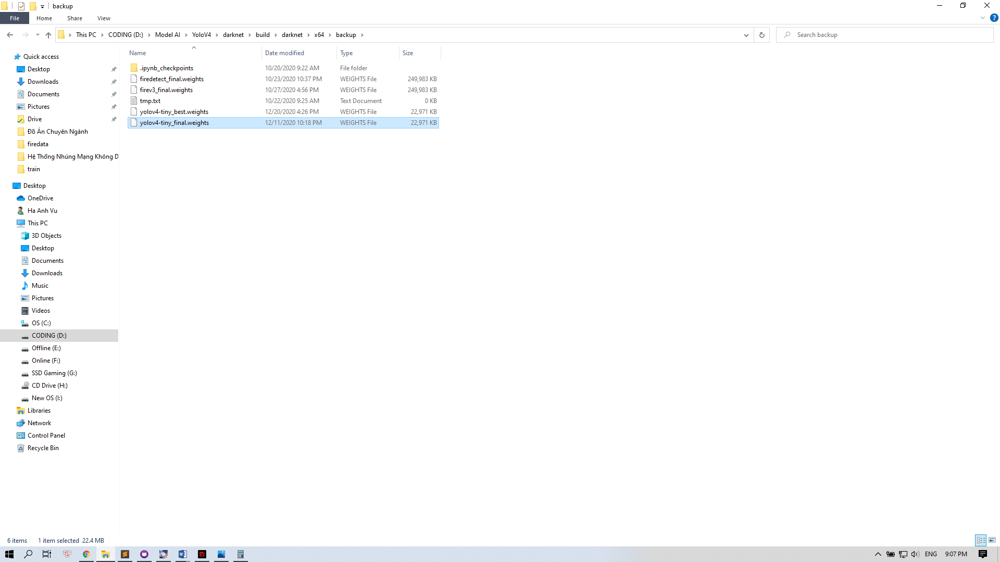 backup
File Home Share View
This PC CODING (D:) Model AI YoloV4 darknet build darknet x64 backup
Search backup
Name Date modified Type Size
.ipynb_checkpoints 10/20/2020 9:22 AM File folder
firedetect_final.weights 10/23/2020 10:37 PM WEIGHTS File 249,983 KB
firev3_final.weights 10/27/2020 4:56 PM WEIGHTS File 249,983 KB
tmp.txt 10/22/2020 9:25 AM Text Document 0 KB
yolov4-tiny_best.weights 12/20/2020 4:26 PM WEIGHTS File 22,971 KB
yolov4-tiny_final.weights 12/11/2020 10:18 PM WEIGHTS File 22,971 KB
Quick access
Desktop
Downloads
Documents
Pictures
Drive
Đồ Án Chuyên Ngành
firedata
Hệ Thống Nhúng Mạng Không D
train
Desktop
OneDrive
Ha Anh Vu
This PC
3D Objects
Desktop
Documents
Downloads
Music
Pictures
Videos
OS (C:)
CODING (D:)
Offline (E:)
Online (F:)
SSD Gaming (G:)
CD Drive (H:)
New OS (I:)
Libraries
Network
Control Panel
Recycle Bin
6 items 1 item selected 22.4 MB
ENG 9:07 PM